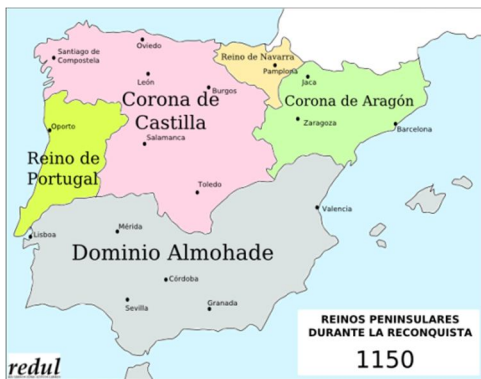 Oviedo
Santiago de
Compostela
Reino de Navarra
Pamplona
León
Jaca
Burgos
Corona de
Castilla
Corona de Aragón
Oporto
Zaragoza
Barcelona
Salamanca
Reino de
Portugal
Toledo
Valencia
Mérida
Lisboa
Dominio Almohade
Córdoba
Sevilla
Granada
REINOS PENINSULARES
DURANTE LA RECONQUISTA
1150
redul